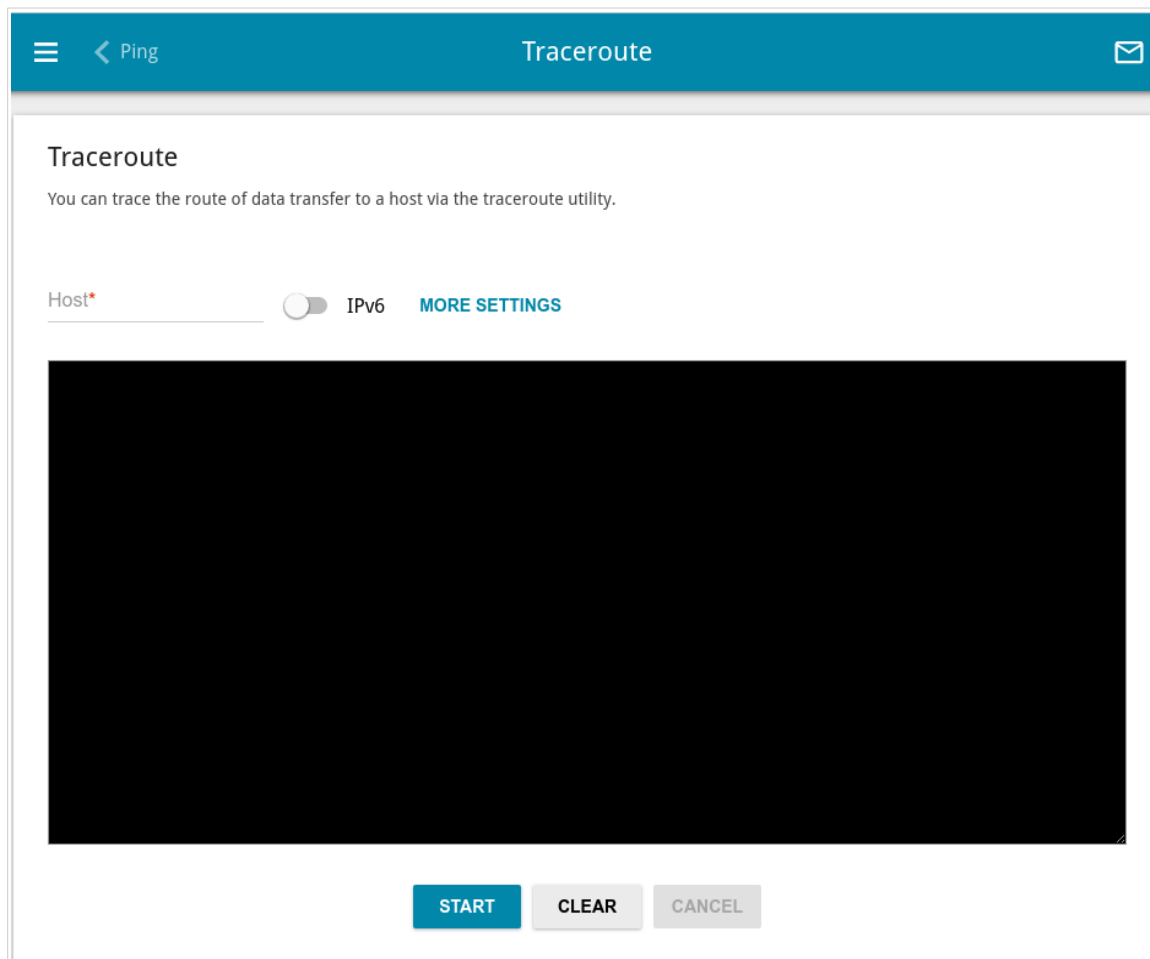 Ping Traceroute
Traceroute
You can trace the route of data transfer to a host via the traceroute utility.
Host* IPv6 MORE SETTINGS
START CLEAR CANCEL